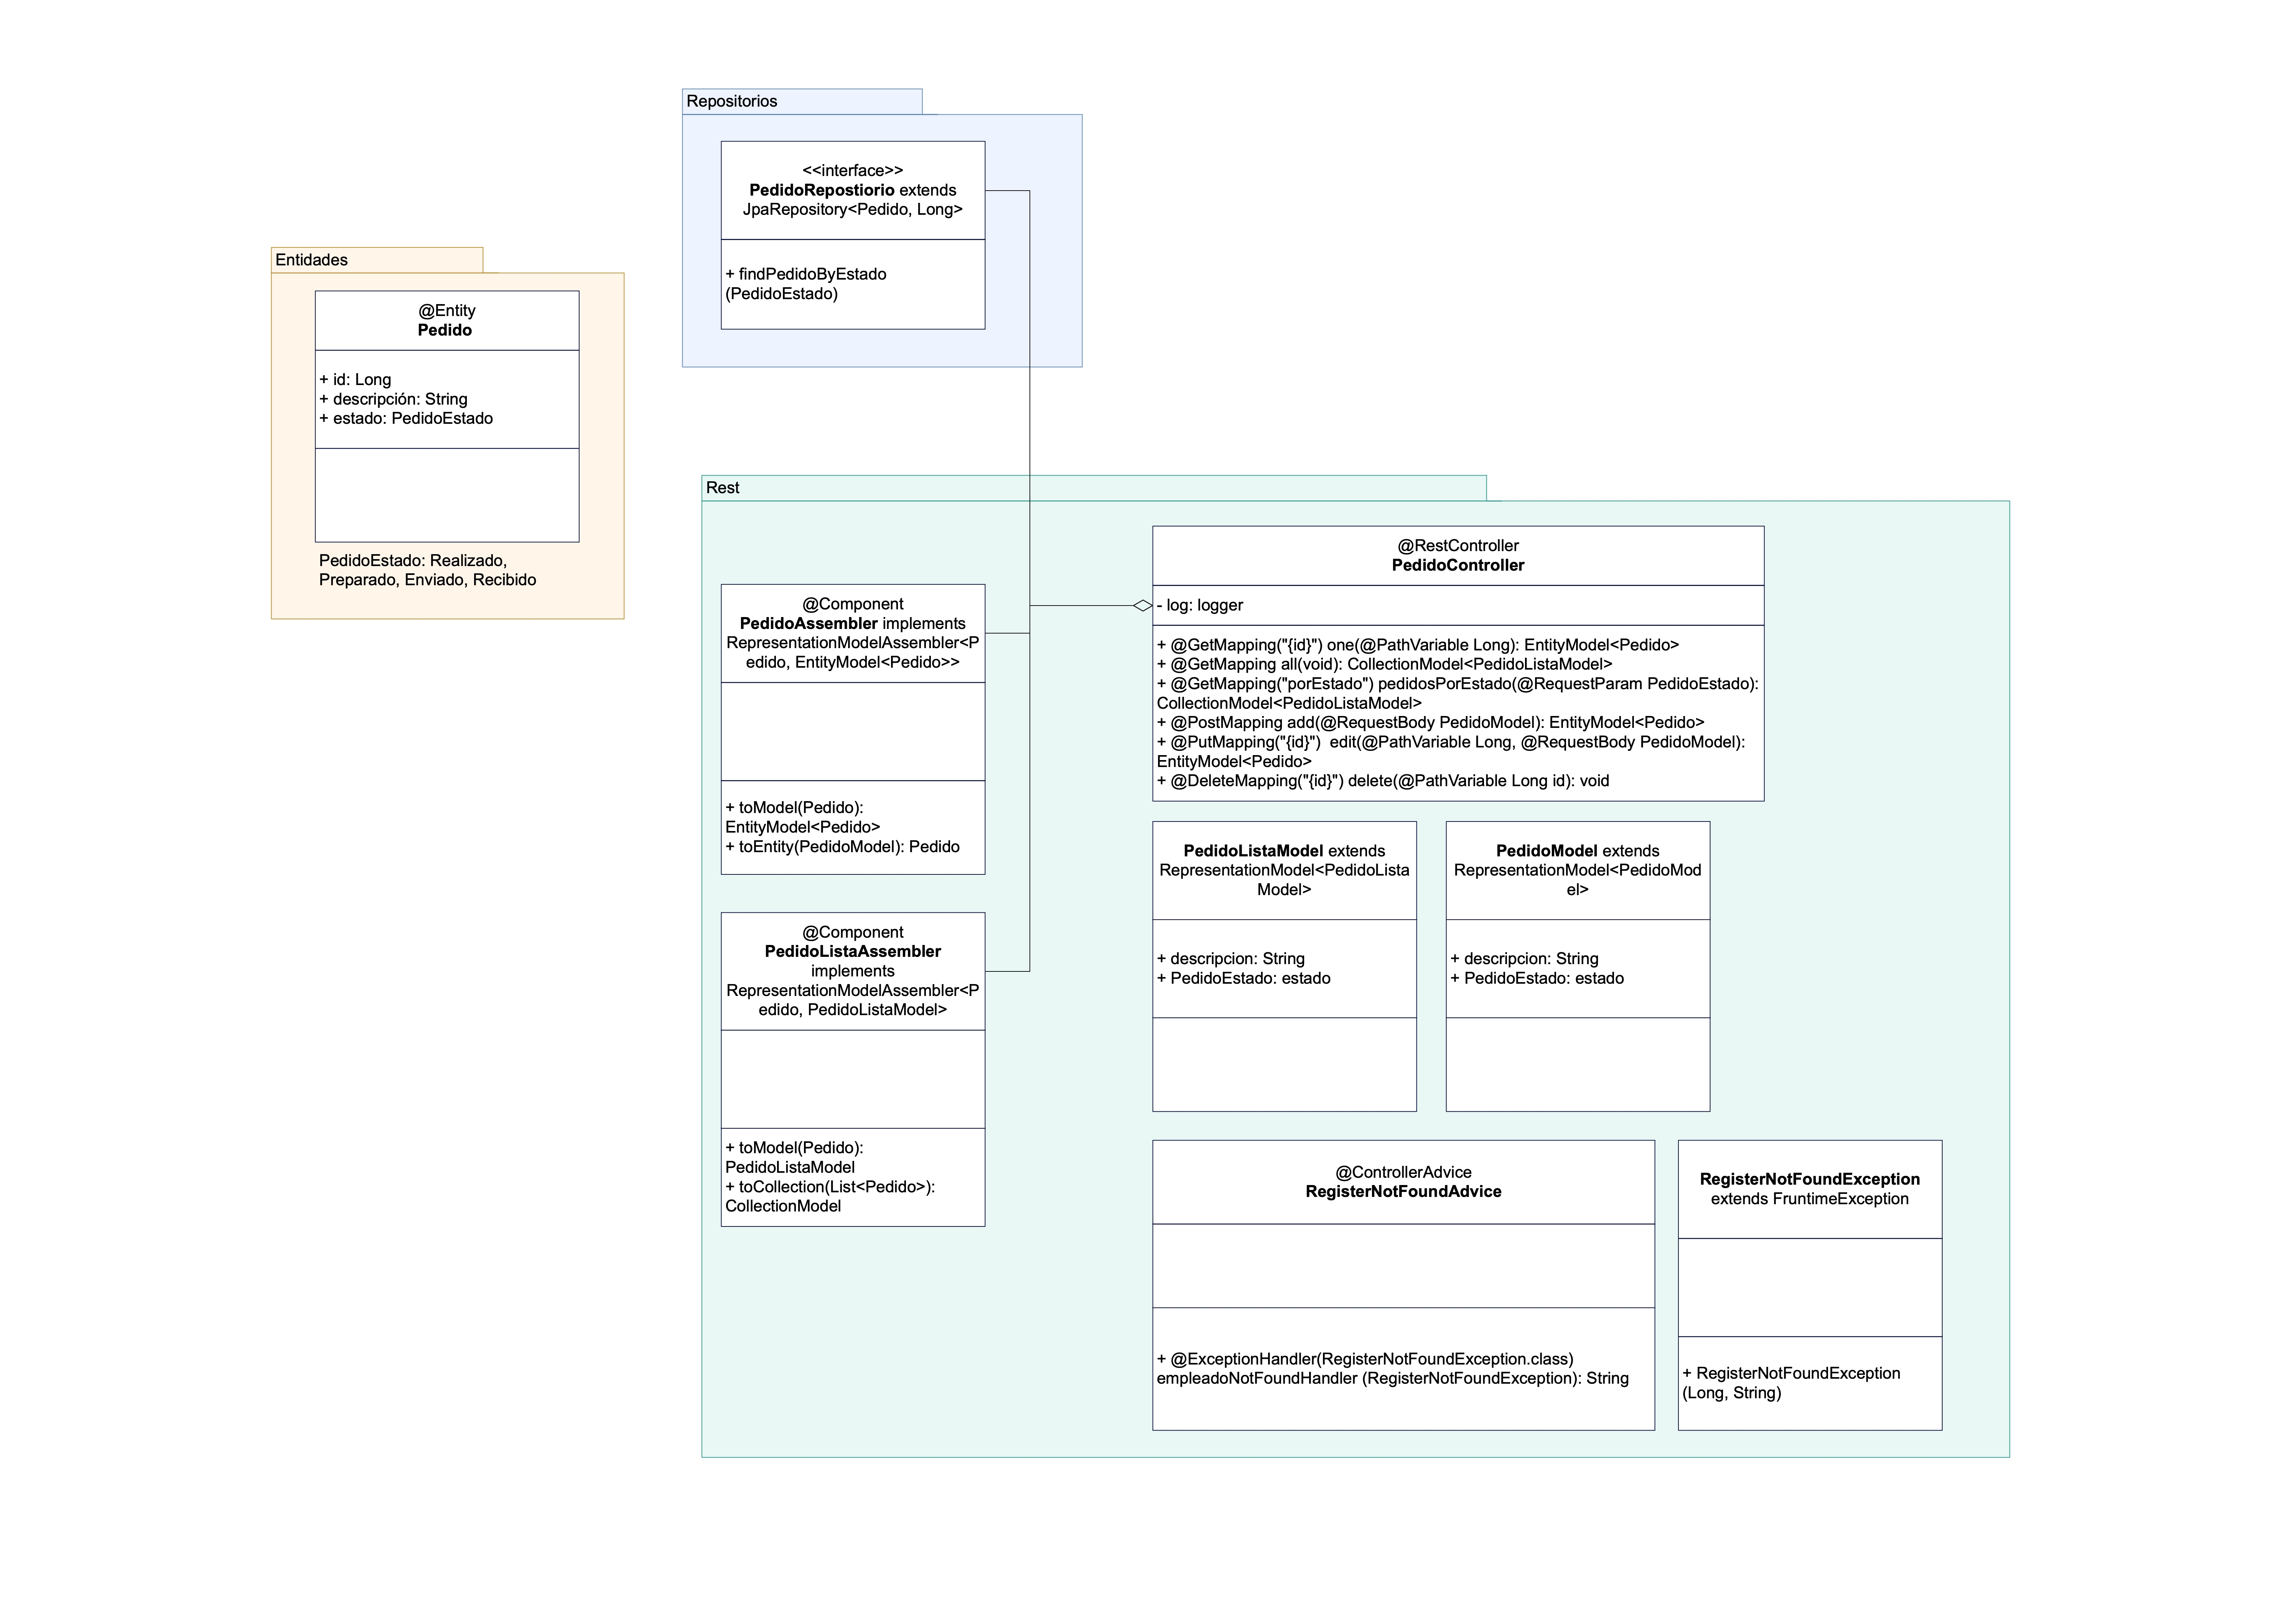 Repositorios
<<interface>>
PedidoRepostiorio extends
JpaRepository<Pedido, Long>
+ findPedidoByEstado
(PedidoEstado)
Entidades
@Entity
Pedido
+ id: Long
+ descripción: String
+ estado: PedidoEstado
PedidoEstado: Realizado,
Preparado, Enviado, Recibido
Rest
@Component
PedidoAssembler implements
RepresentationModelAssembler<P
edido, EntityModel<Pedido>>
+ toModel(Pedido):
EntityModel<Pedido>
+ toEntity(PedidoModel): Pedido
@Component
PedidoListaAssembler
implements
RepresentationModelAssembler<P
edido, PedidoListaModel>
+ toModel(Pedido):
PedidoListaModel
+ toCollection(List<Pedido>):
CollectionModel
@RestController
PedidoController
- log: logger
+ @GetMapping("{id}") one(@PathVariable Long): EntityModel<Pedido>
+ @GetMapping all(void): CollectionModel<PedidoListaModel>
+ @GetMapping("porEstado") pedidosPorEstado(@RequestParam PedidoEstado):
CollectionModel<PedidoListaModel>
+ @PostMapping add(@RequestBody PedidoModel): EntityModel<Pedido>
+ @PutMapping("{id}")  edit(@PathVariable Long, @RequestBody PedidoModel):
EntityModel<Pedido>
+ @DeleteMapping("{id}") delete(@PathVariable Long id): void
PedidoListaModel extends
RepresentationModel<PedidoLista
Model>
+ descripcion: String
+ PedidoEstado: estado
PedidoModel extends
RepresentationModel<PedidoMod
el>
+ descripcion: String
+ PedidoEstado: estado
@ControllerAdvice
RegisterNotFoundAdvice
+ @ExceptionHandler(RegisterNotFoundException.class)
empleadoNotFoundHandler (RegisterNotFoundException): String
RegisterNotFoundException
extends FruntimeException
+ RegisterNotFoundException
(Long, String)